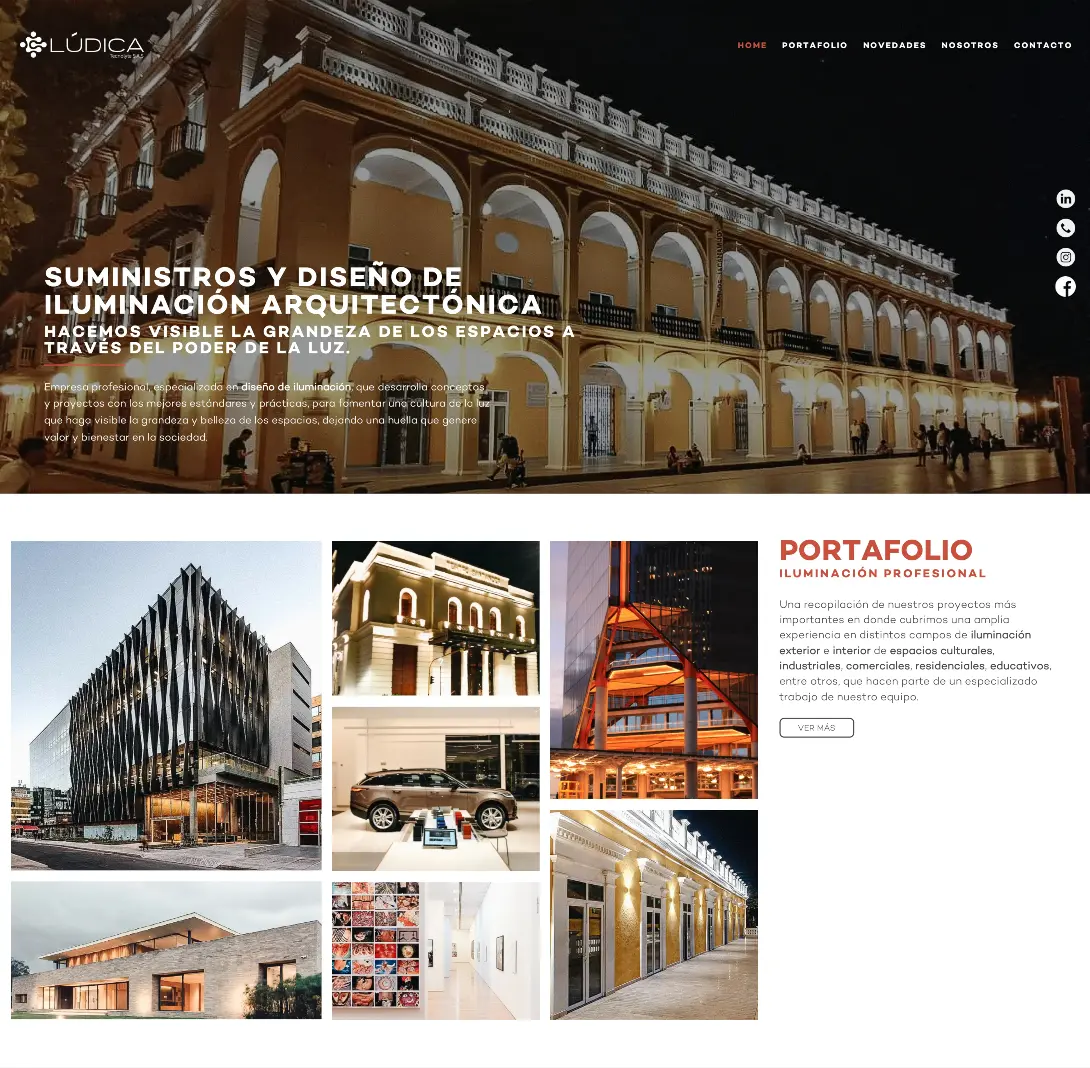 LÚDICA
Tecnolyte S.A.S
HOME PORTAFOLIO NOVEDADES NOSOTROS CONTACTO
SUMINISTROS Y DISEÑO DE
ILUMINACIÓN ARQUITECTÓNICA
HACEMOS VISIBLE LA GRANDEZA DE LOS ESPACIOS A
TRAVÉS DEL PODER DE LA LUZ.
Empresa profesional, especializada en diseño de iluminación, que desarrolla conceptos
y proyectos con los mejores estándares y prácticas, para fomentar una cultura de la luz
que haga visible la grandeza y belleza de los espacios, dejando una huella que genere
valor y bienestar en la sociedad.
PORTAFOLIO
ILUMINACIÓN PROFESIONAL
Una recopilación de nuestros proyectos más
importantes en donde cubrimos una amplia
experiencia en distintos campos de iluminación
exterior e interior de espacios culturales,
industriales, comerciales, residenciales, educativos,
entre otros, que hacen parte de un especializado
trabajo de nuestro equipo.
VER MÁS